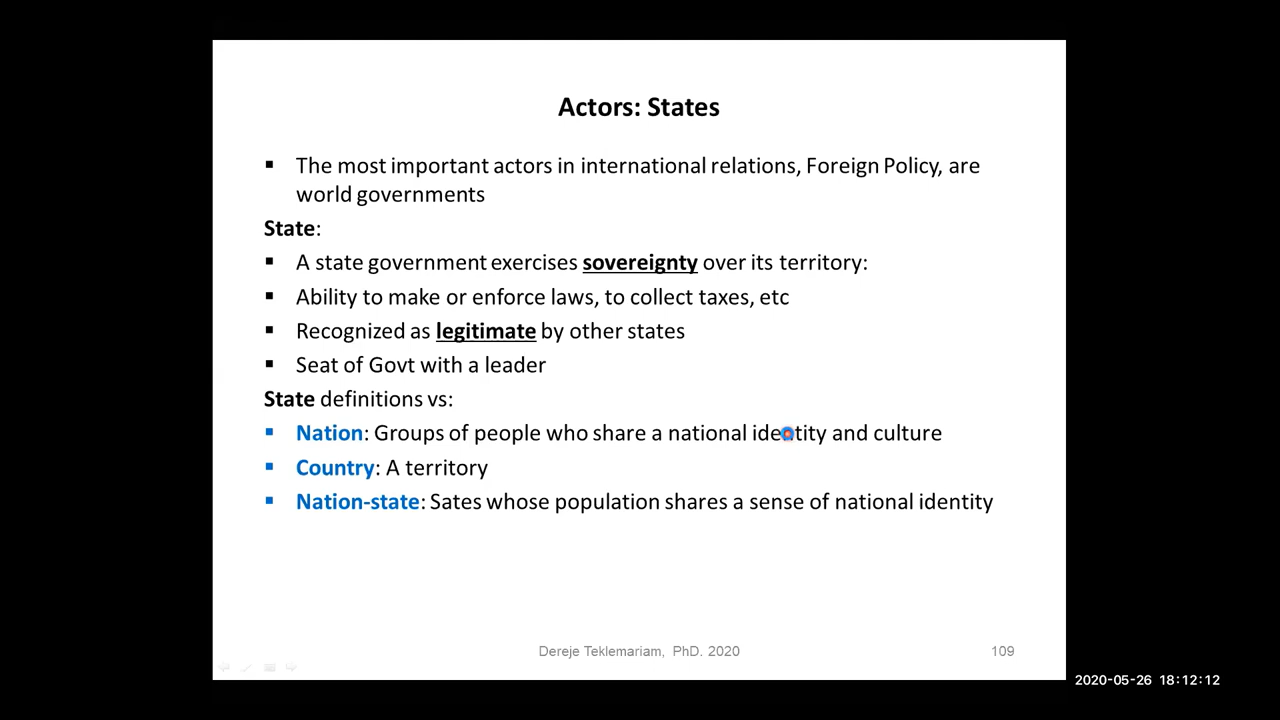 Actors: States
The most important actors in international relations, Foreign Policy, are
world governments
State:
A state government exercises sovereignty over its territory:
Ability to make or enforce laws, to collect taxes, etc
Recognized as legitimate by other states
Seat of Govt with a leader
State definitions vs:
Nation: Groups of people who share a national identity and culture
Country: A territory
Nation-state: Sates whose population shares a sense of national identity
Dereje Teklemariam, PhD. 2020
109
2020-05-26 18:12:12